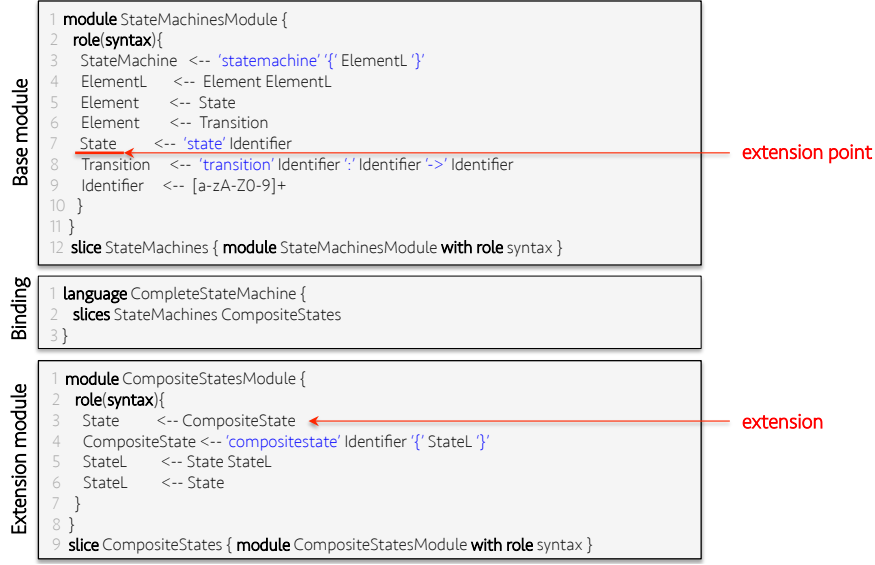 Base module
1 module StateMachinesModule {
2 role(syntax){
3 StateMachine <-- 'statemachine' '{' ElementL '}'
4 ElementL <-- Element ElementL
5 Element <-- State
6 Element <-- Transition
7 State <-- 'state' Identifier
8 Transition <-- 'transition' Identifier ':' Identifier '->' Identifier
9 Identifier <-- [a-zA-Z0-9]+
10 }
11 }
12 slice StateMachines { module StateMachinesModule with role syntax }
extension point
Binding
1 language CompleteStateMachine {
2 slices StateMachines CompositeStates
3 }
Extension module
1 module CompositeStatesModule {
2 role(syntax){
3 State <-- CompositeState
4 CompositeState <-- 'compositestate' Identifier '{' StateL '}'
5 StateL <-- State StateL
6 StateL <-- State
7 }
8 }
9 slice CompositeStates { module CompositeStatesModule with role syntax }
extension